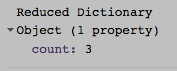 Reduced Dictionary
▼Object (1 property)
count: 3